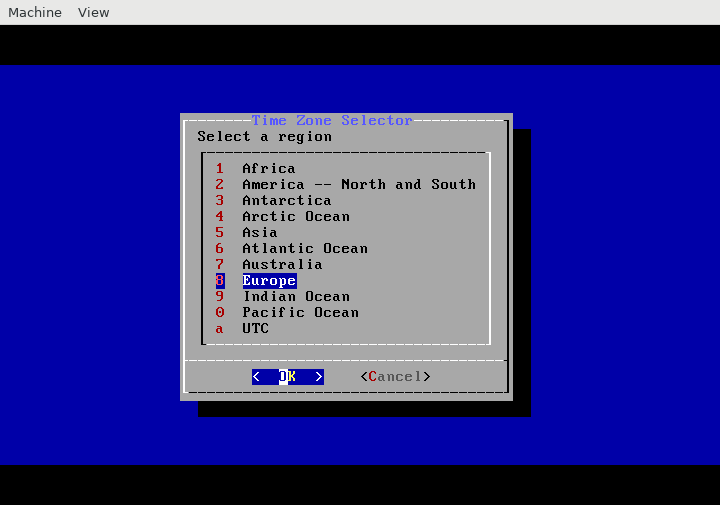 Machine View
Time Zone Selector
Select a region
1 Africa
2 America -- North and South
3 Antarctica
4 Arctic Ocean
5 Asia
6 Atlantic Ocean
7 Australia
8 Europe
9 Indian Ocean
0 Pacific Ocean
a UTC
< OK > <Cancel>